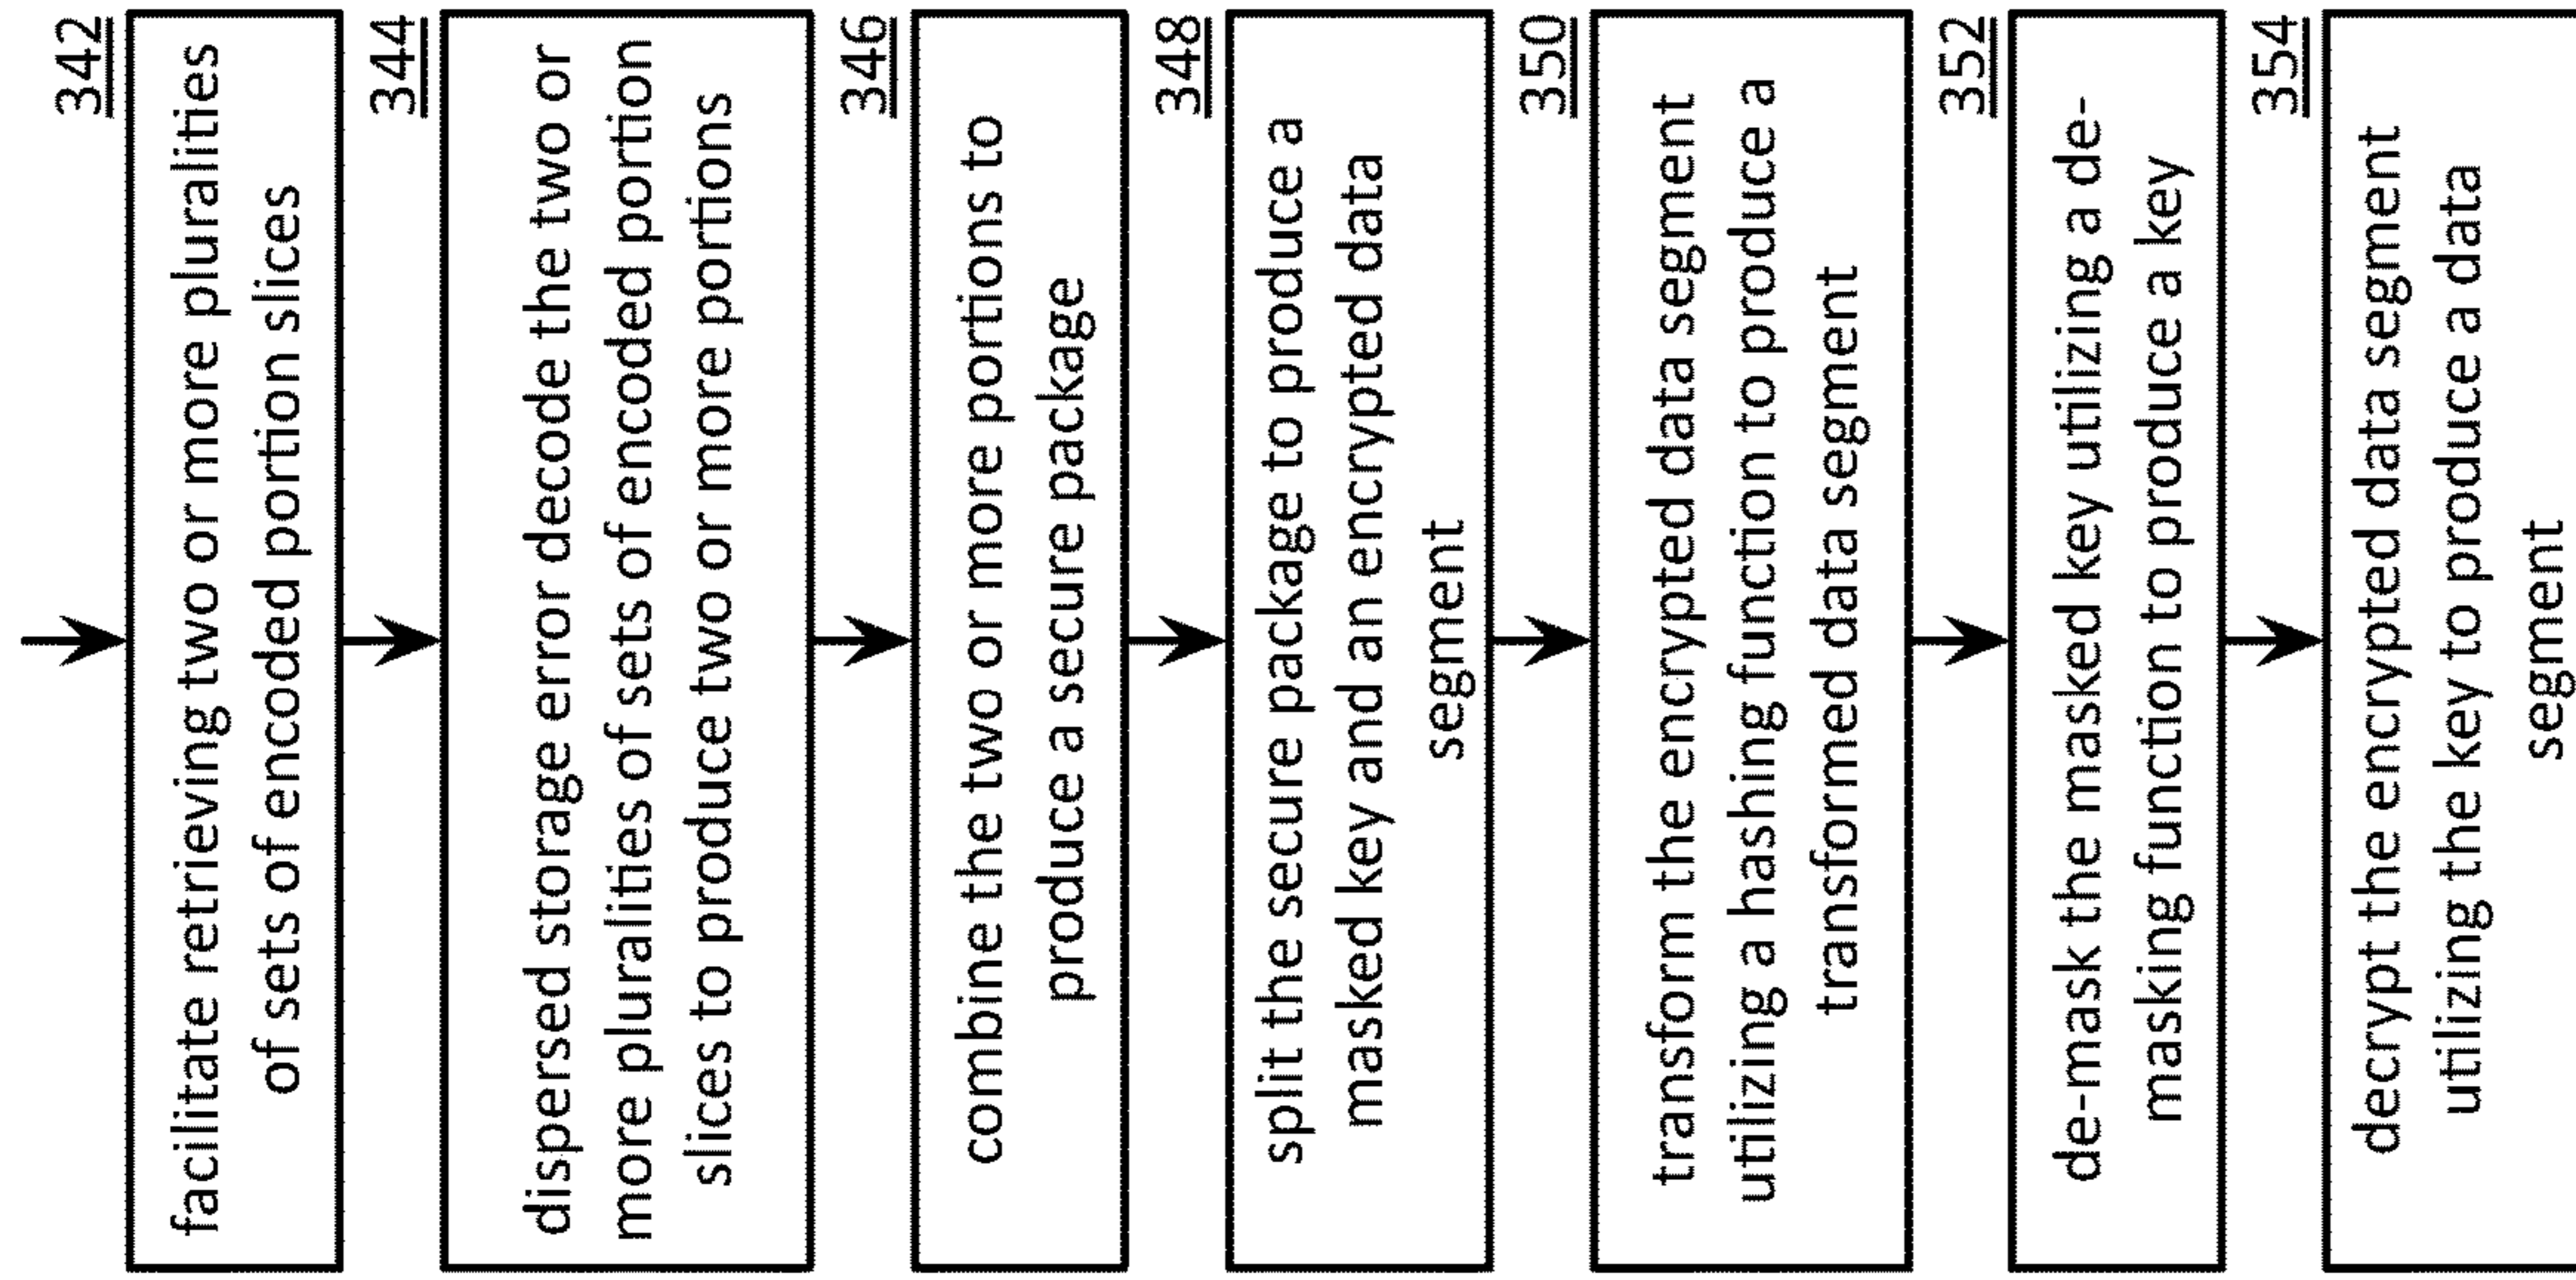 342
facilitate retrieving two or more pluralities
of sets of encoded portion slices
344
dispersed storage error decode the two or
more pluralities of sets of encoded portion
slices to produce two or more portions
346
combine the two or more portions to
produce a secure package
348
split the secure package to produce a
masked key and an encrypted data
segment
350
transform the encrypted data segment
utilizing a hashing function to produce a
transformed data segment
352
de-mask the masked key utilizing a de-
masking function to produce a key
354
decrypt the encrypted data segment
utilizing the key to produce a data
segment